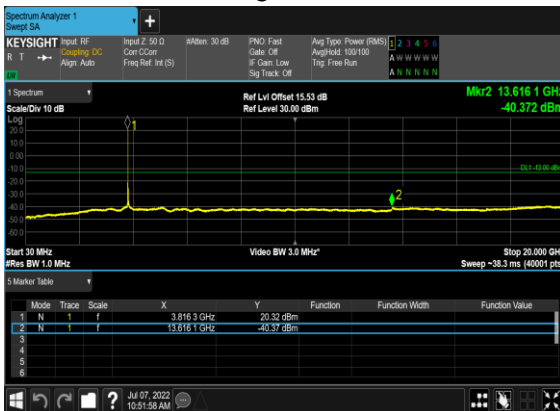 Spectrum Analyzer 1
Swept SA
KEYSIGHT
R T
LV
Input: RF
Coupling: DC
Align: Auto
Input Z: 50 Ω
Corr CCorr
Freq Ref: Int (S)
#Atten: 30 dB
PNO: Fast
Gate: Off
IF Gain: Low
Sig Track: Off
Avg Type: Power (RMS)
Avg|Hold: 100/100
Trig: Free Run
1 2 3 4 5 6
A W W W W W
A N N N N N
1 Spectrum
Scale/Div 10 dB
Ref Lvl Offset 15.53 dB
Ref Level 30.00 dBm
Mkr2 13.616 1 GHz
-40.372 dBm
Log
20.0
10.0
0.00
-10.0
-20.0
-30.0
-40.0
-50.0
-60.0
1
DL1 -13.00 dBm
2
Start 30 MHz
#Res BW 1.0 MHz
Video BW 3.0 MHz*
Stop 20.000 GH
Sweep ~38.3 ms (40001 pts
5 Marker Table
Mode Trace Scale X Y Function Function Width Function Value
1 N 1 f 3.816 3 GHz 20.32 dBm
2 N 1 f 13.616 1 GHz -40.37 dBm
3
4
5
6
?
Jul 07, 2022
10:51:58 AM